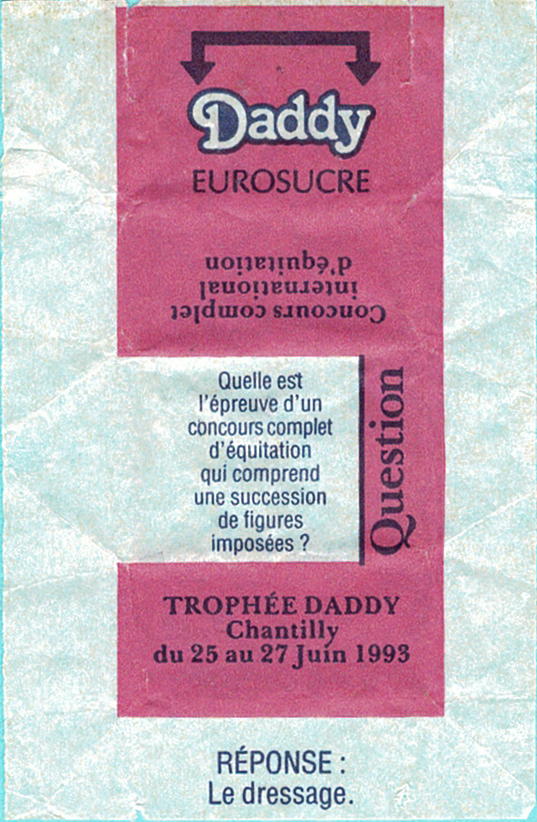 Daddy
EUROSUCRE
Concours complet
international
d'équitation
Quelle est
l'épreuve d'un
concours complet
d'équitation
qui comprend
une succession
de figures
imposées ?
Question
TROPHÉE DADDY
Chantilly
du 25 au 27 Juin 1993
RÉPONSE :
Le dressage.